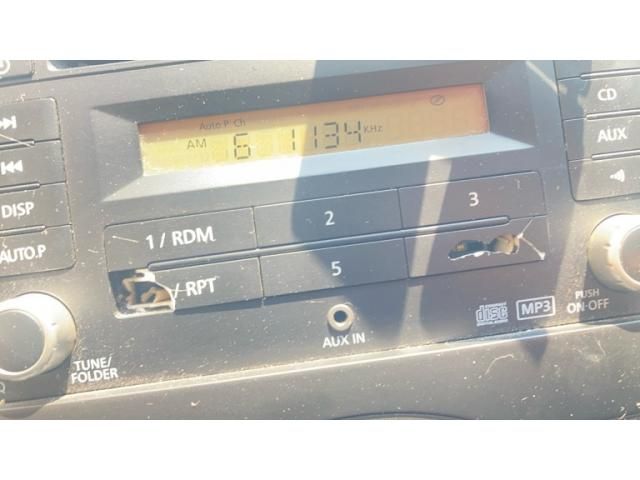 Auto P Ch
AM 6 1134 KHz
CD
AUX
DISP
AUTO.P
1 / RDM
2
3
/ RPT
5
AUX IN
TUNE/
FOLDER
disc
MP3
PUSH
ON·OFF